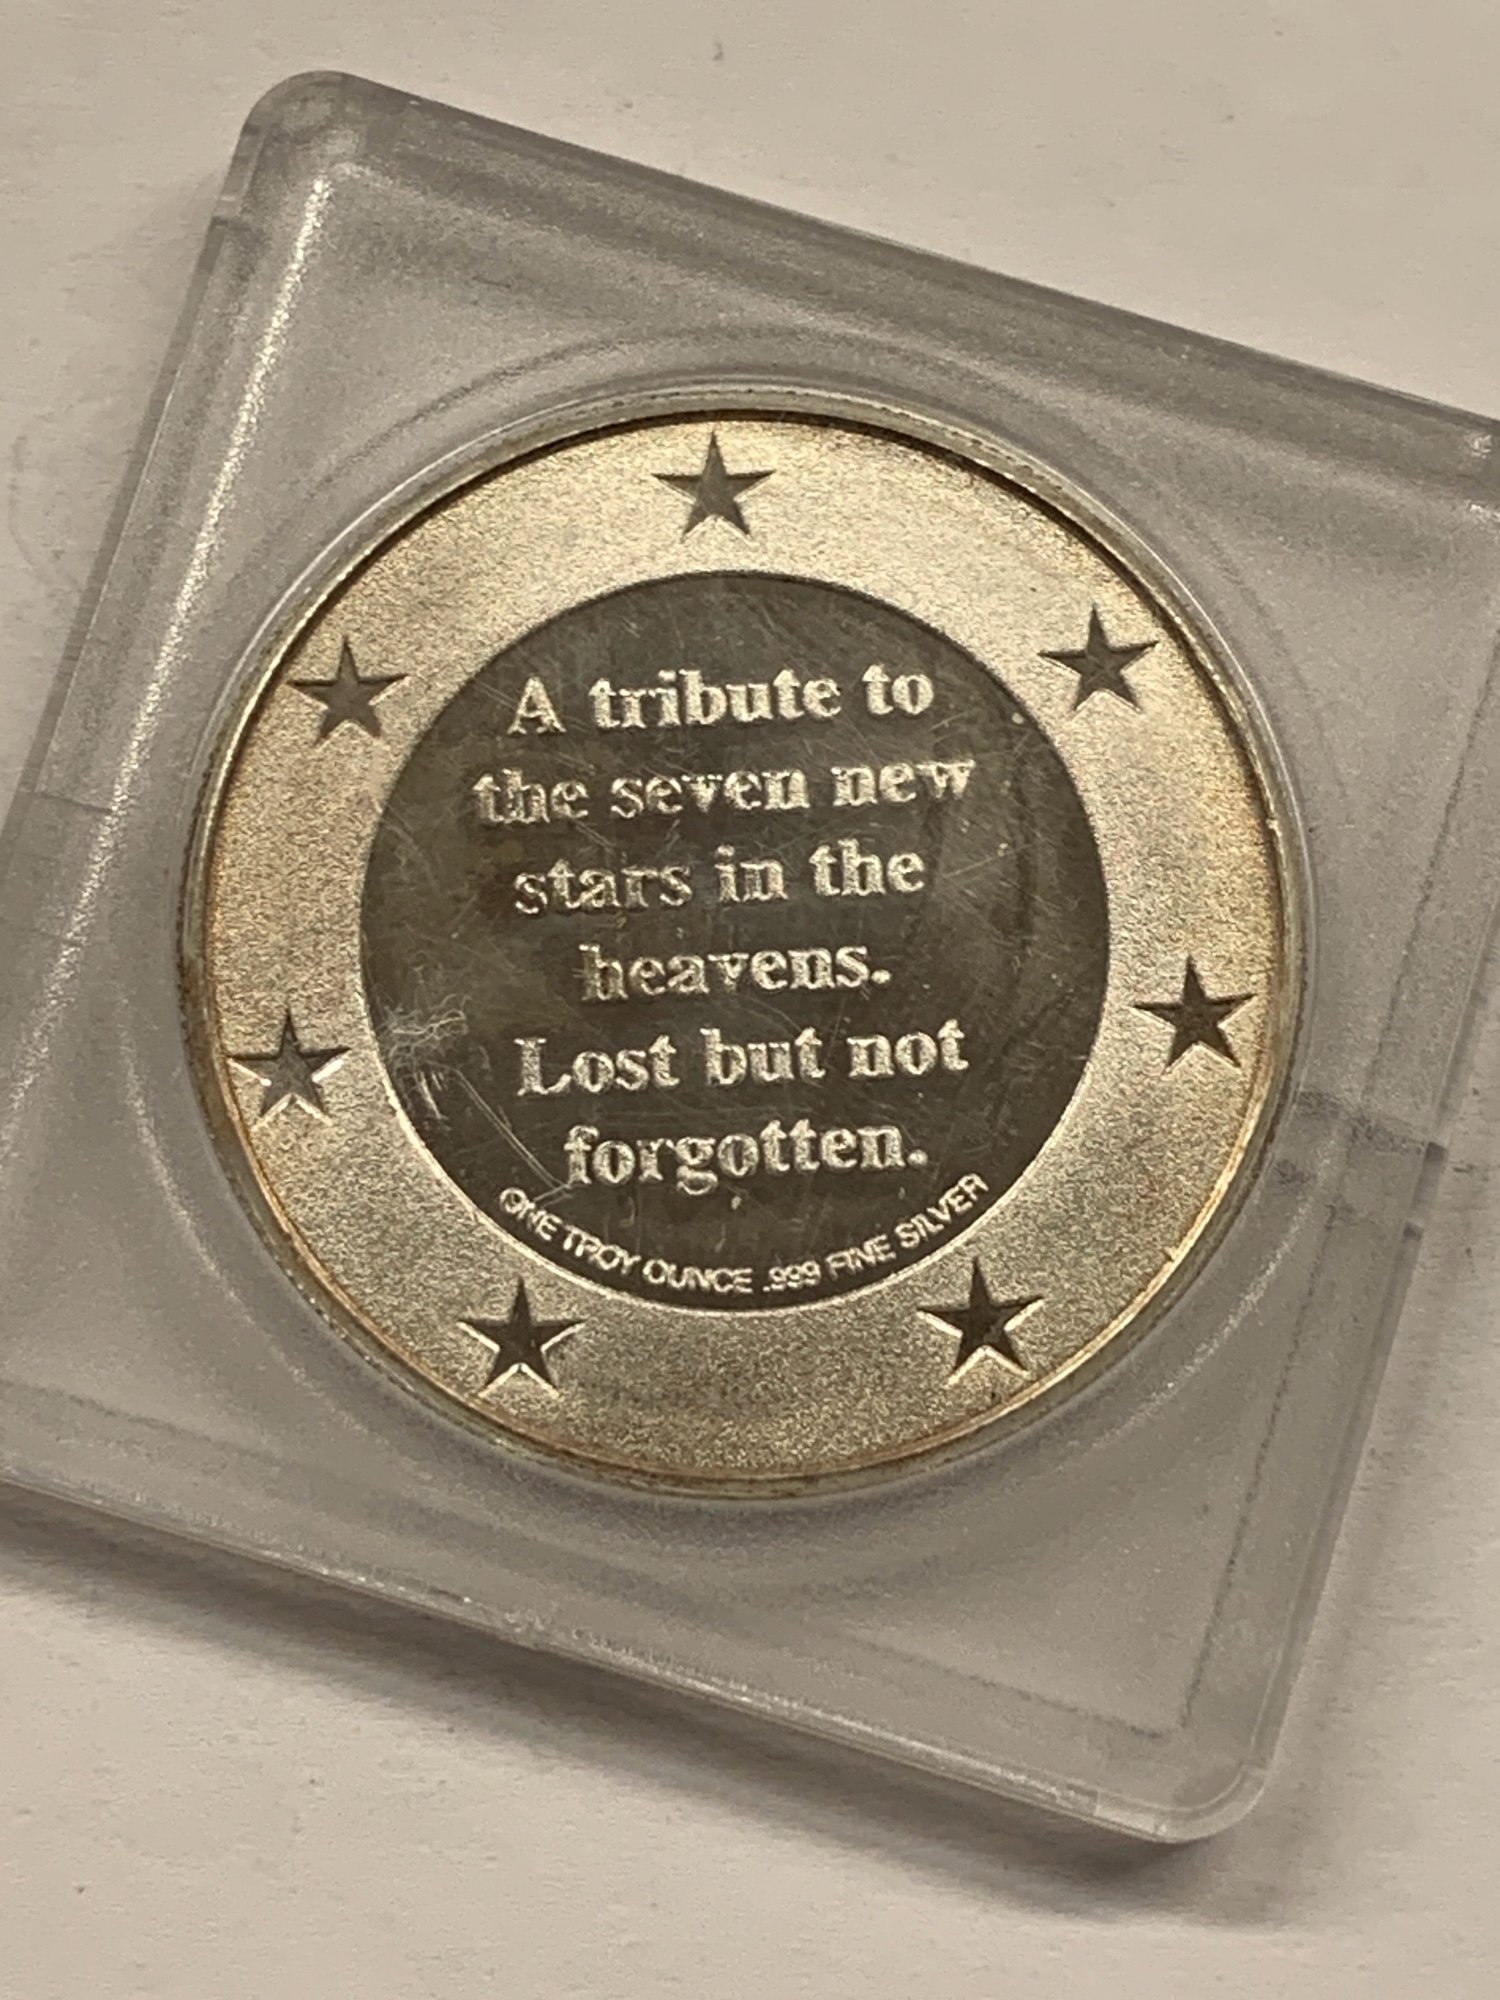 A tribute to
the seven new
stars in the
heavens.
Lost but not
forgotten.
ONE TROY OUNCE .999 FINE SILVER